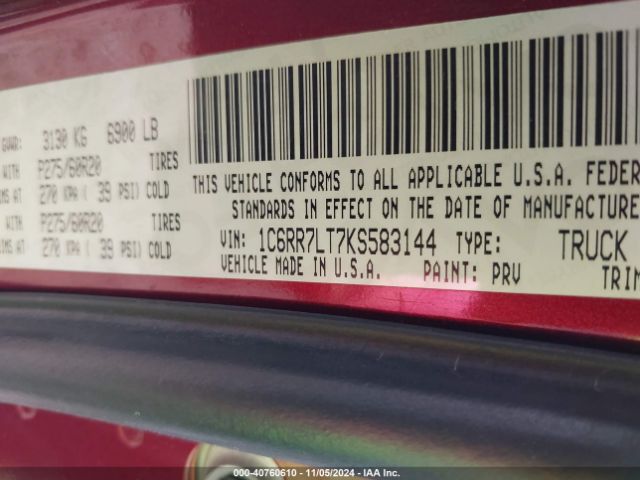 GVWR: 3130 KG 6900 LB
WITH P275/60R20 TIRES
IMS AT 270 KPA ( 39 PSI) COLD
WITH P275/60R20 TIRES
IMS AT 270 KPA ( 39 PSI) COLD
THIS VEHICLE CONFORMS TO ALL APPLICABLE U.S.A. FEDER
STANDARDS IN EFFECT ON THE DATE OF MANUFACTURE
VIN: 1C6RR7LT7KS583144 TYPE: TRUCK
VEHICLE MADE IN U.S.A. PAINT: PRV TRIM
000-40760610 - 11/05/2024 - IAA Inc.